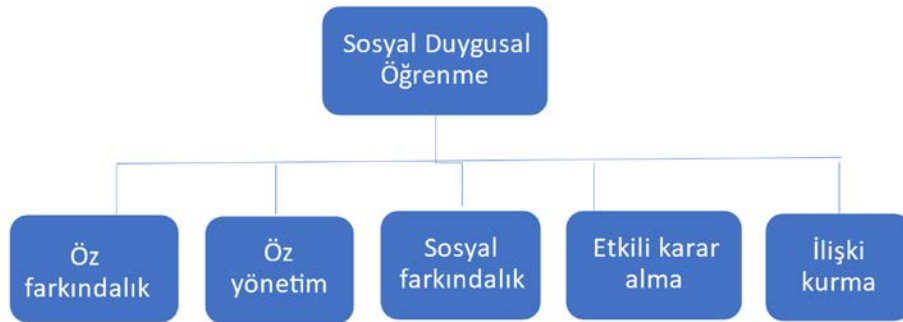 Sosyal Duygusal
Öğrenme
Öz
farkındalık
Öz
yönetim
Sosyal
farkındalık
Etkili karar
alma
İlişki
kurma